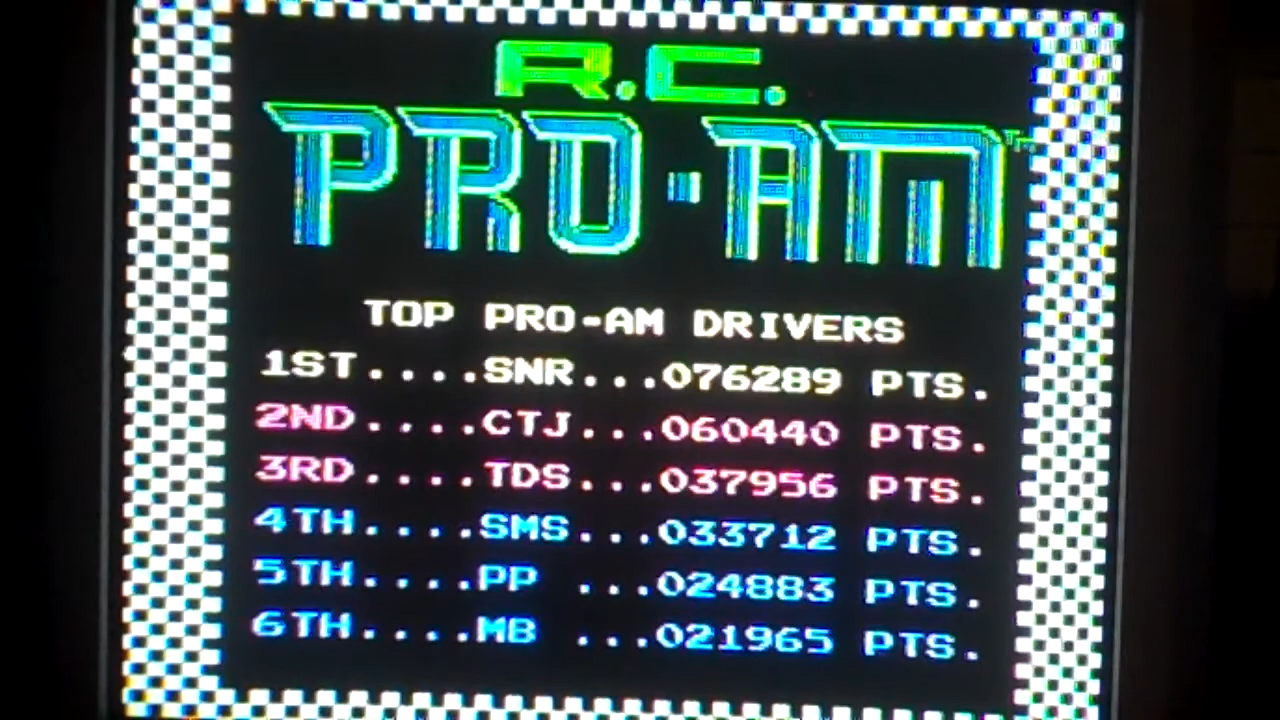 R.C.
PRO-AM™
TOP PRO-AM DRIVERS
1ST....SNR...076289 PTS.
2ND....CTJ...060440 PTS.
3RD....TDS...037956 PTS.
4TH....SMS...033712 PTS.
5TH....PP ...024883 PTS.
6TH....MB ...021965 PTS.